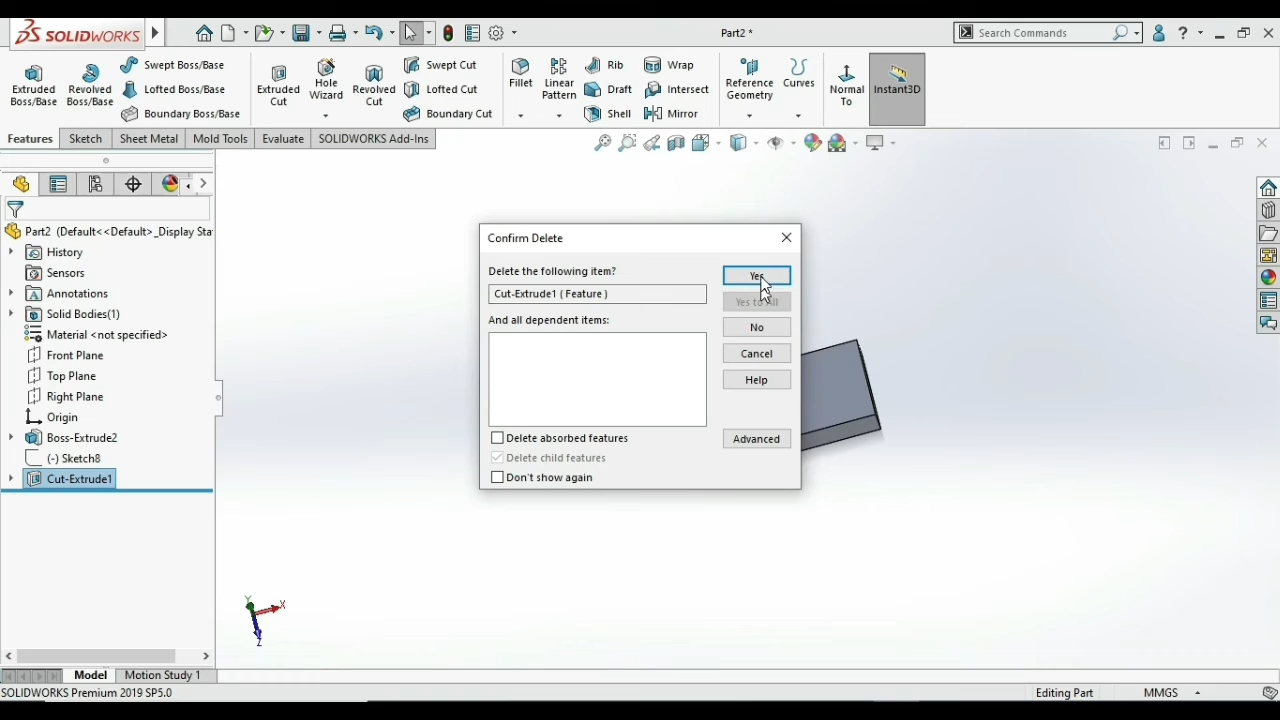 SOLIDWORKS
Part2 *
Search Commands
Extruded Boss/Base
Revolved Boss/Base
Swept Boss/Base
Lofted Boss/Base
Boundary Boss/Base
Extruded Cut
Hole Wizard
Revolved Cut
Swept Cut
Lofted Cut
Boundary Cut
Fillet
Linear Pattern
Rib
Draft
Shell
Wrap
Intersect
Mirror
Reference Geometry
Curves
Normal To
Instant3D
Features
Sketch
Sheet Metal
Mold Tools
Evaluate
SOLIDWORKS Add-Ins
Part2 (Default<<Default>_Display Sta
History
Sensors
Annotations
Solid Bodies(1)
Material <not specified>
Front Plane
Top Plane
Right Plane
Origin
Boss-Extrude2
(-) Sketch8
Cut-Extrude1
Confirm Delete
Delete the following item?
Cut-Extrude1 ( Feature )
And all dependent items:
Delete absorbed features
Delete child features
Don't show again
Yes
Yes to All
No
Cancel
Help
Advanced
Y
X
Z
Model
Motion Study 1
SOLIDWORKS Premium 2019 SP5.0
Editing Part
MMGS